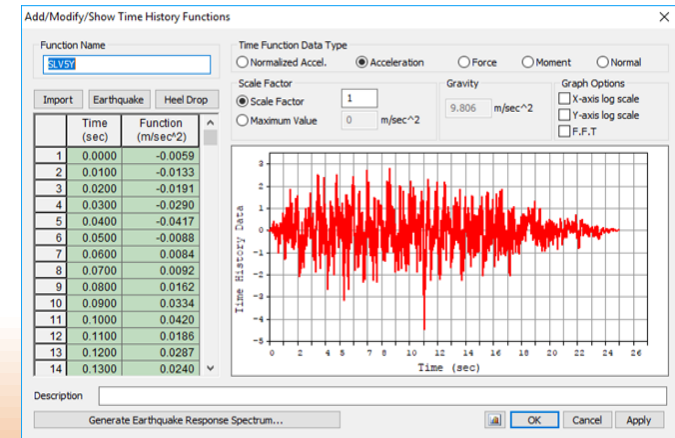 Add/Modify/Show Time History Functions
Function Name
SLV5Y
Time Function Data Type
Normalized Accel. Acceleration Force Moment Normal
Import Earthquake Heel Drop
Scale Factor
Scale Factor 1
Maximum Value 0 m/sec^2
Gravity
9.806 m/sec^2
Graph Options
X-axis log scale
Y-axis log scale
F.F.T
Time (sec) Function (m/sec^2)
1 0.0000 -0.0059
2 0.0100 -0.0133
3 0.0200 -0.0191
4 0.0300 -0.0290
5 0.0400 -0.0417
6 0.0500 -0.0088
7 0.0600 0.0084
8 0.0700 0.0092
9 0.0800 0.0162
10 0.0900 0.0334
11 0.1000 0.0420
12 0.1100 0.0186
13 0.1200 0.0287
14 0.1300 0.0240
Time History Data
3
2
1
0
-1
-2
-3
-4
-5
0 2 4 5 7 8 10 12 14 16 18 20 22 24 26
Time (sec)
Description
Generate Earthquake Response Spectrum...
OK Cancel Apply